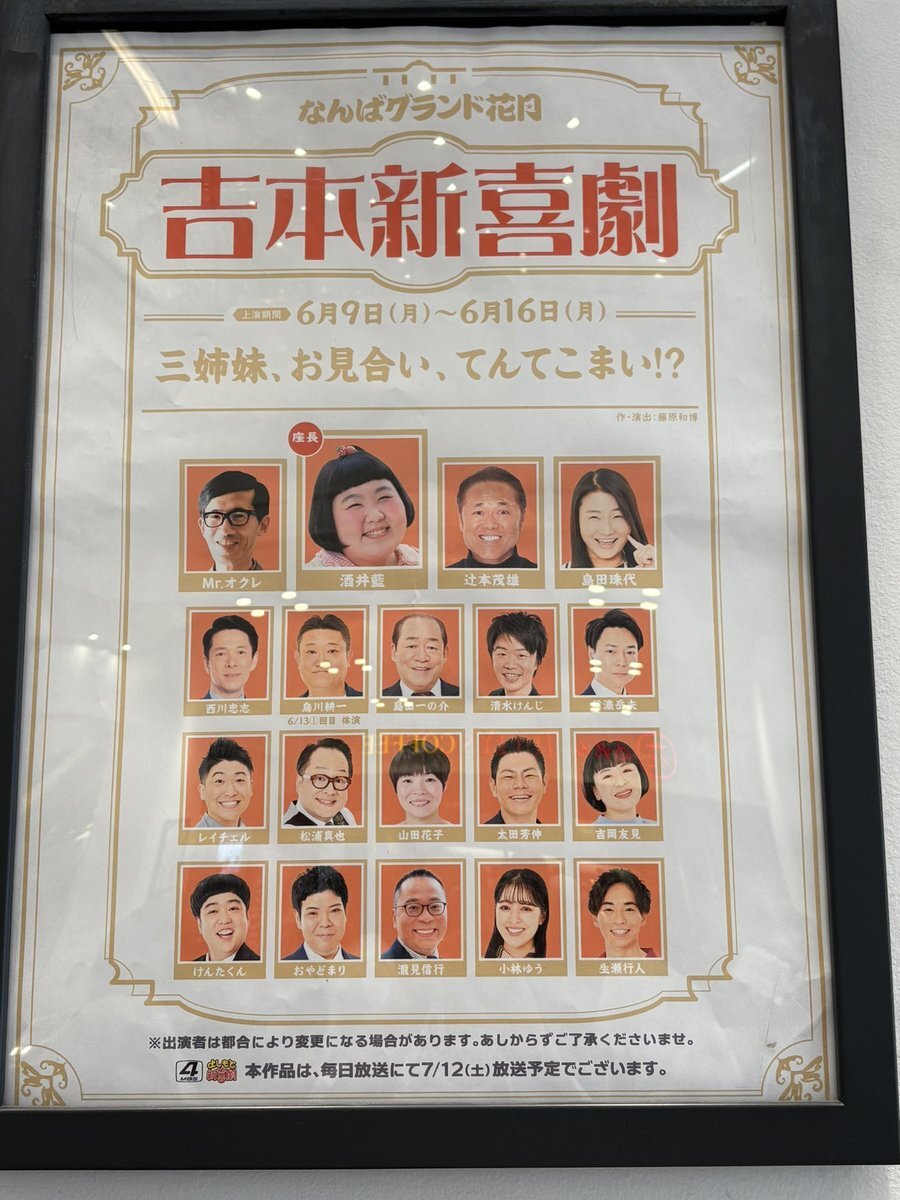 なんばグランド花月
吉本新喜劇
上演期間 6月9日(月)～6月16日(月)
三姉妹、お見合い、てんてこまい!?
作・演出：藤原和博
座長
Mr.オクレ 酒井藍 辻本茂雄 島田珠代
西川忠志 烏川耕一 島田一の介 清水けんじ 濃岳夫
6/13①回目 休演
レイチェル 松浦真也 山田花子 太田芳伸 吉岡友見
けんたくん おやどまり 瀧見信行 小林ゆう 生瀬行人
※出演者は都合により変更になる場合があります。あしからずご了承くださいませ。
4 よしもと新喜劇 本作品は、毎日放送にて7/12(土)放送予定でございます。
COFFEE